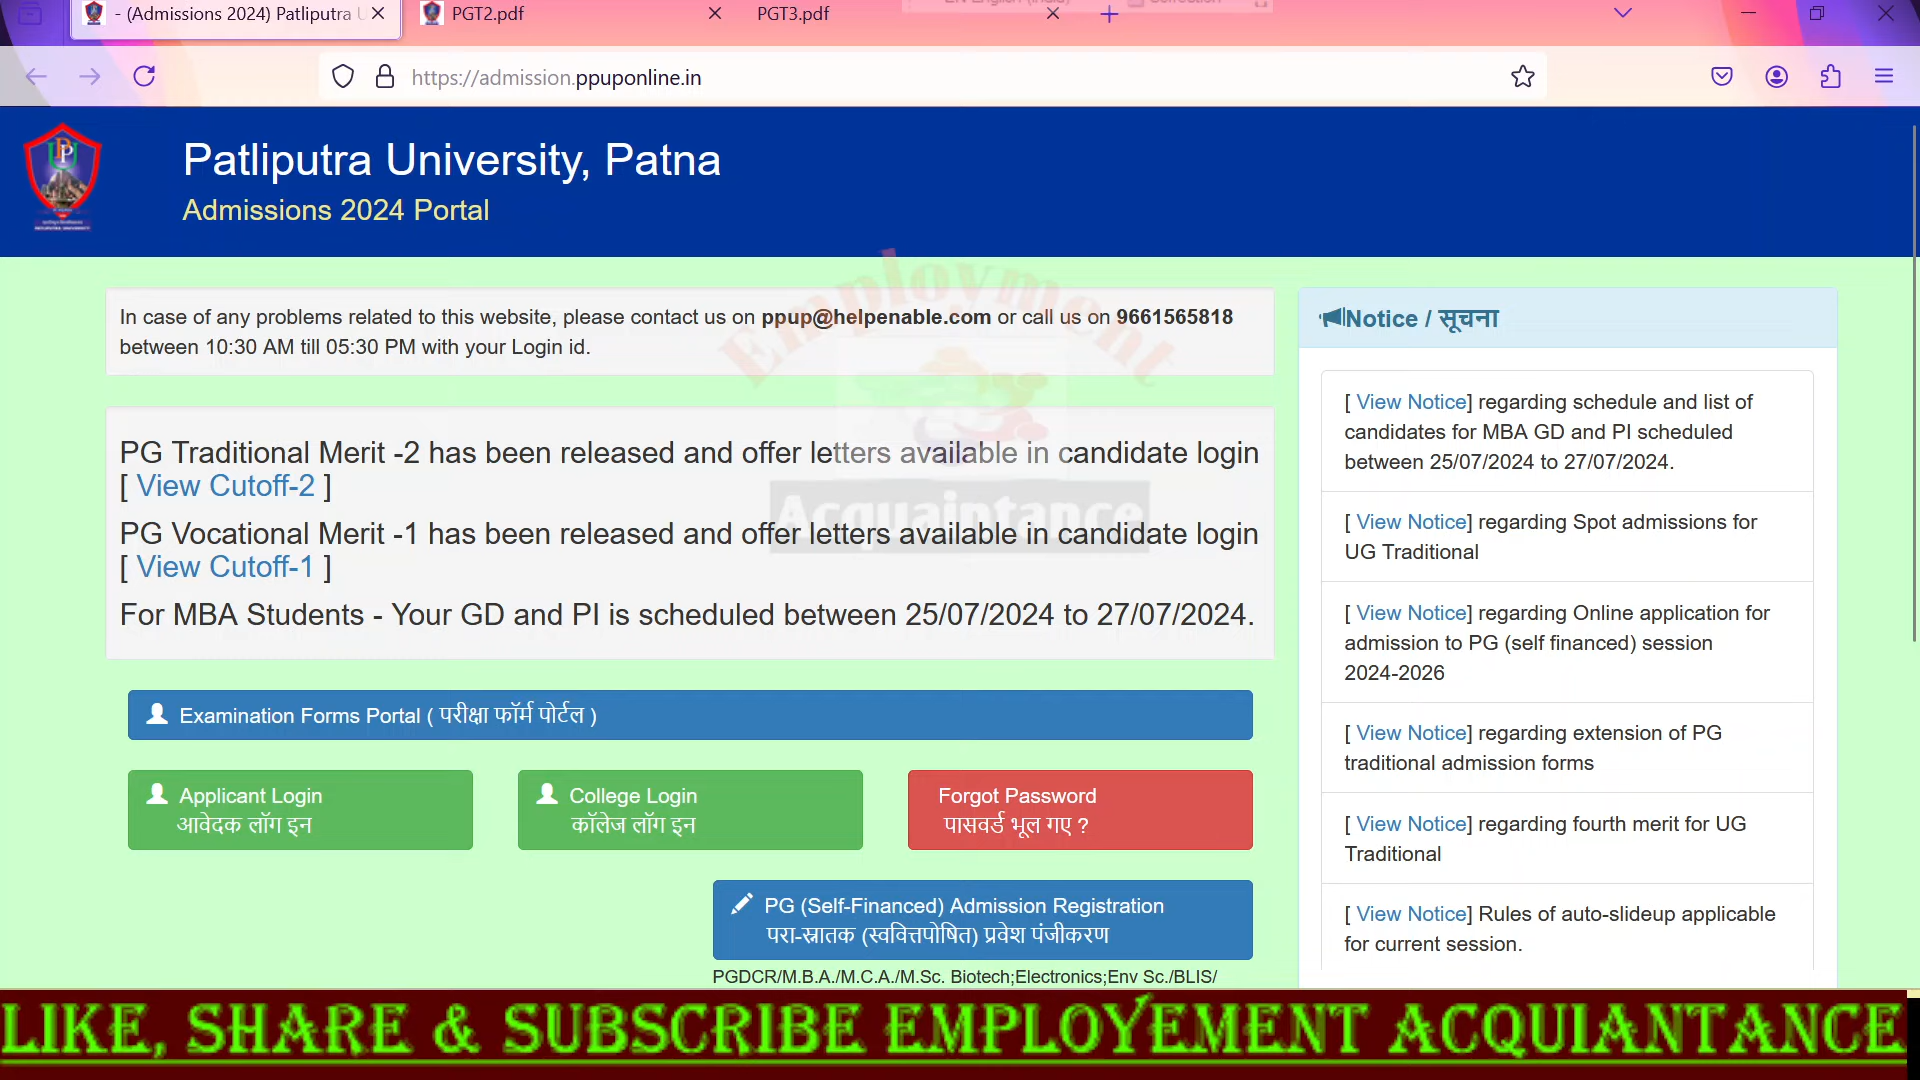 - (Admissions 2024) Patliputra U
PGT2.pdf
PGT3.pdf
https://admission.ppuponline.in
Patliputra University, Patna
Admissions 2024 Portal
In case of any problems related to this website, please contact us on ppup@helpenable.com or call us on 9661565818
between 10:30 AM till 05:30 PM with your Login id.
PG Traditional Merit -2 has been released and offer letters available in candidate login
[ View Cutoff-2 ]
PG Vocational Merit -1 has been released and offer letters available in candidate login
[ View Cutoff-1 ]
For MBA Students - Your GD and PI is scheduled between 25/07/2024 to 27/07/2024.
Employment
Acquaintance
Examination Forms Portal ( परीक्षा फॉर्म पोर्टल )
Applicant Login
आवेदक लॉग इन
College Login
कॉलेज लॉग इन
Forgot Password
पासवर्ड भूल गए ?
PG (Self-Financed) Admission Registration
परा-स्नातक (स्ववित्तपोषित) प्रवेश पंजीकरण
PGDCR/M.B.A./M.C.A./M.Sc. Biotech;Electronics;Env Sc./BLIS/
Notice / सूचना
[ View Notice] regarding schedule and list of
candidates for MBA GD and PI scheduled
between 25/07/2024 to 27/07/2024.
[ View Notice] regarding Spot admissions for
UG Traditional
[ View Notice] regarding Online application for
admission to PG (self financed) session
2024-2026
[ View Notice] regarding extension of PG
traditional admission forms
[ View Notice] regarding fourth merit for UG
Traditional
[ View Notice] Rules of auto-slideup applicable
for current session.
LIKE, SHARE & SUBSCRIBE EMPLOYEMENT ACQUIANTANCE